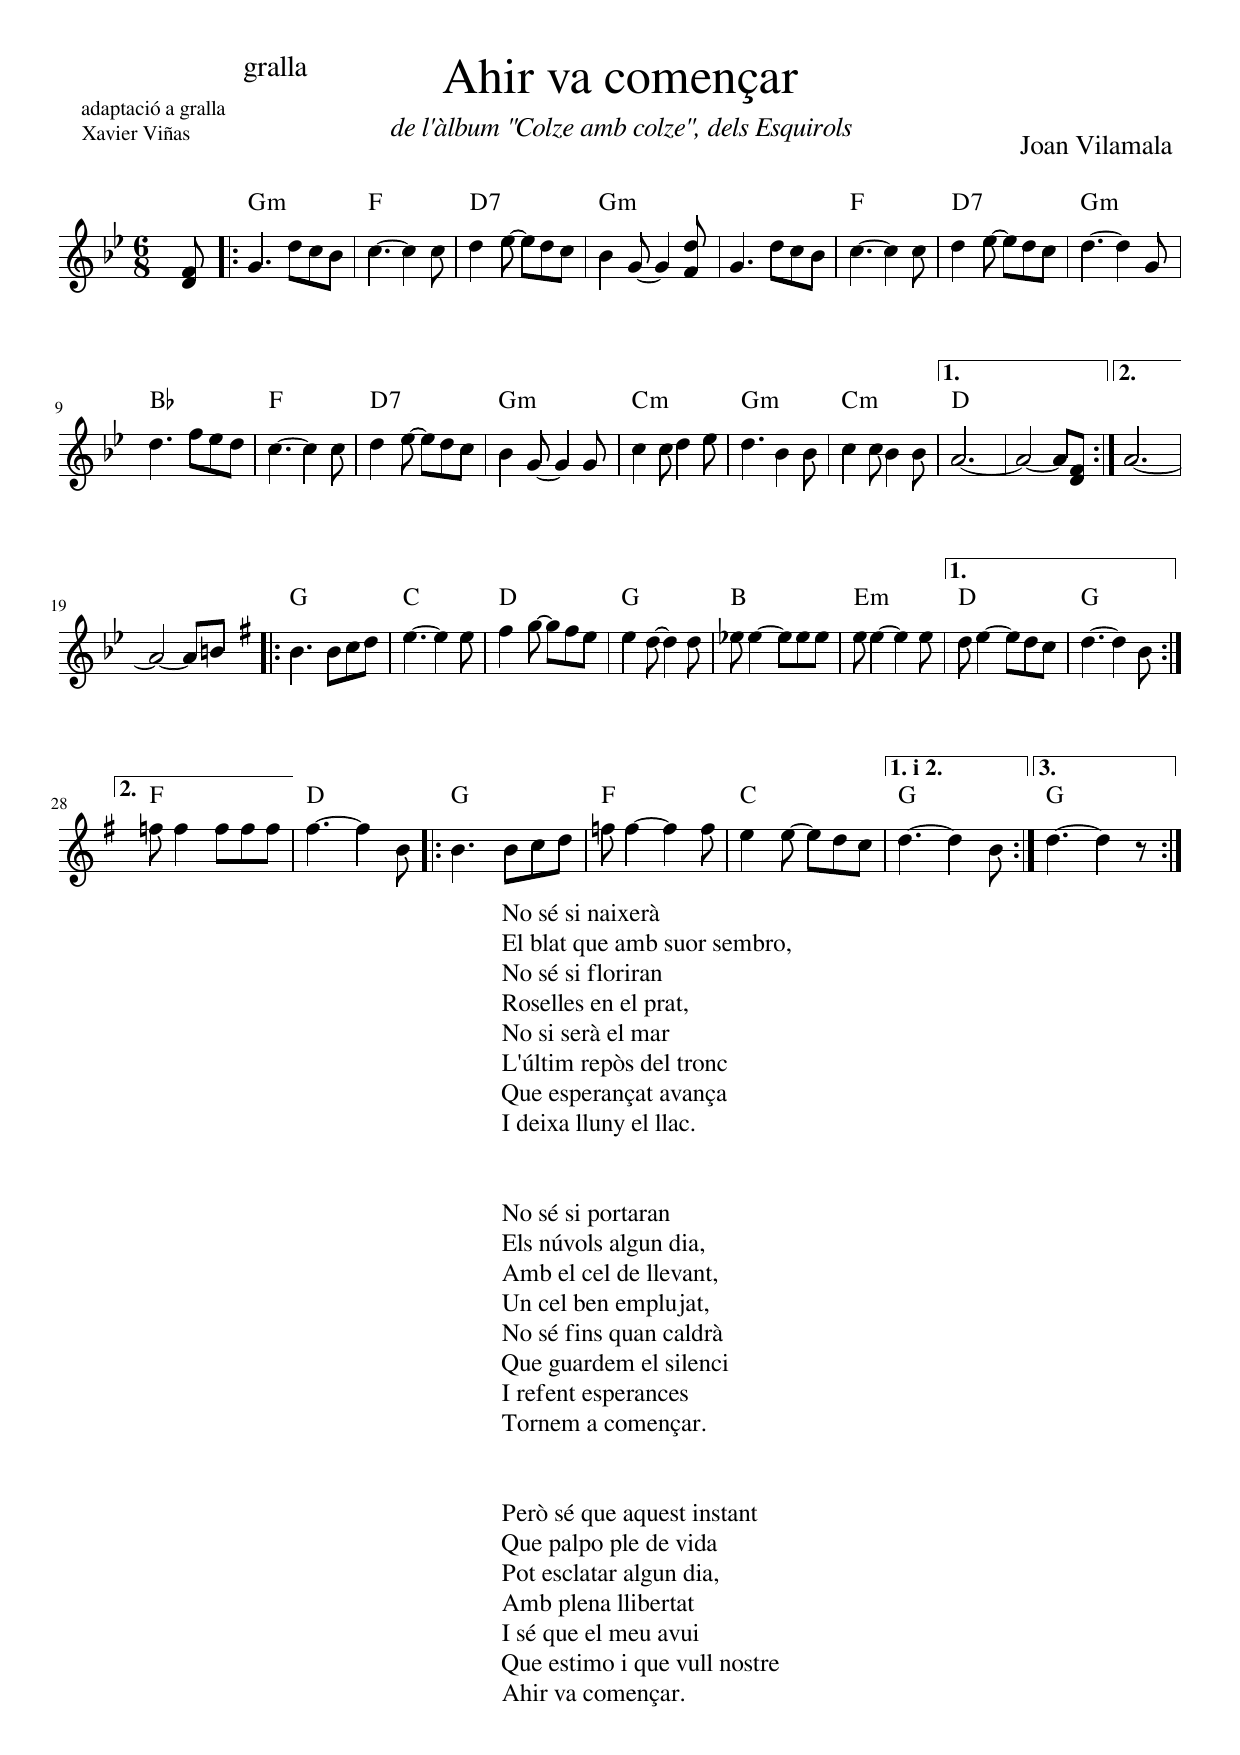 gralla
Ahir va començar
adaptació a gralla
Xavier Viñas
de l'àlbum "Colze amb colze", dels Esquirols
Joan Vilamala
Gm F D7 Gm F D7 Gm
6
8
1. 2.
9 B♭ F D7 Gm Cm Gm Cm D
1.
19 G C D G B Em D G
2. 1. i 2. 3.
28 F D G F C G G
No sé si naixerà
El blat que amb suor sembro,
No sé si floriran
Roselles en el prat,
No si serà el mar
L'últim repòs del tronc
Que esperançat avança
I deixa lluny el llac.
No sé si portaran
Els núvols algun dia,
Amb el cel de llevant,
Un cel ben emplujat,
No sé fins quan caldrà
Que guardem el silenci
I refent esperances
Tornem a començar.
Però sé que aquest instant
Que palpo ple de vida
Pot esclatar algun dia,
Amb plena llibertat
I sé que el meu avui
Que estimo i que vull nostre
Ahir va començar.